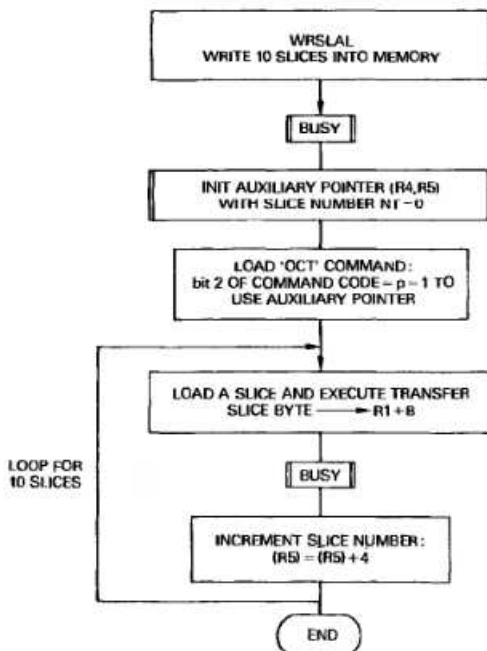 WRSLAL
WRITE 10 SLICES INTO MEMORY
BUSY
INIT AUXILIARY POINTER (R4,R5)
WITH SLICE NUMBER NT = 0
LOAD 'OCT' COMMAND:
bit 2 OF COMMAND CODE = p = 1 TO
USE AUXILIARY POINTER
LOAD A SLICE AND EXECUTE TRANSFER
SLICE BYTE ⟶ R1 + 8
LOOP FOR
10 SLICES
BUSY
INCREMENT SLICE NUMBER:
(R5) = (R5) + 4
END